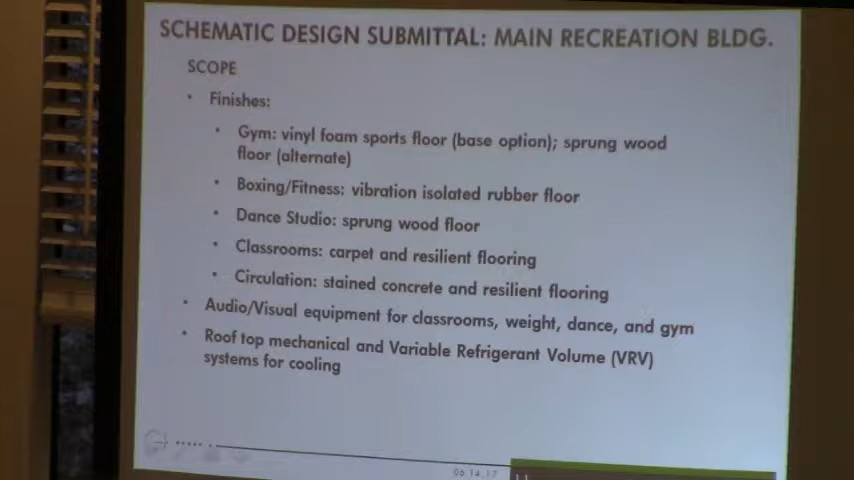 SCHEMATIC DESIGN SUBMITTAL: MAIN RECREATION BLDG.
SCOPE
• Finishes:
• Gym: vinyl foam sports floor (base option); sprung wood
floor (alternate)
• Boxing/Fitness: vibration isolated rubber floor
• Dance Studio: sprung wood floor
• Classrooms: carpet and resilient flooring
• Circulation: stained concrete and resilient flooring
• Audio/Visual equipment for classrooms, weight, dance, and gym
• Roof top mechanical and Variable Refrigerant Volume (VRV)
systems for cooling
06.14.17